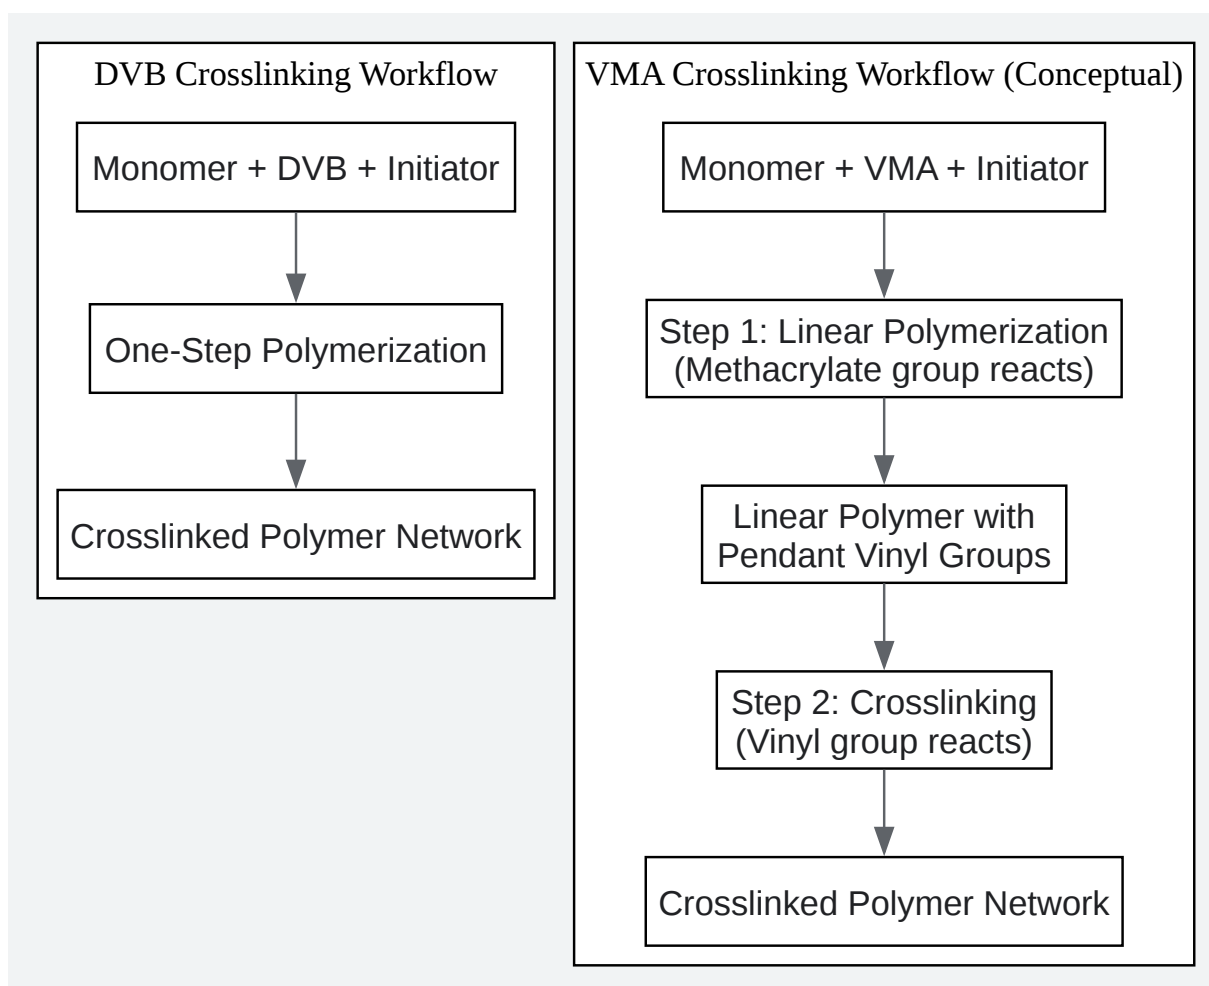 DVB Crosslinking Workflow
Monomer + DVB + Initiator
One-Step Polymerization
Crosslinked Polymer Network
VMA Crosslinking Workflow (Conceptual)
Monomer + VMA + Initiator
Step 1: Linear Polymerization
(Methacrylate group reacts)
Linear Polymer with
Pendant Vinyl Groups
Step 2: Crosslinking
(Vinyl group reacts)
Crosslinked Polymer Network